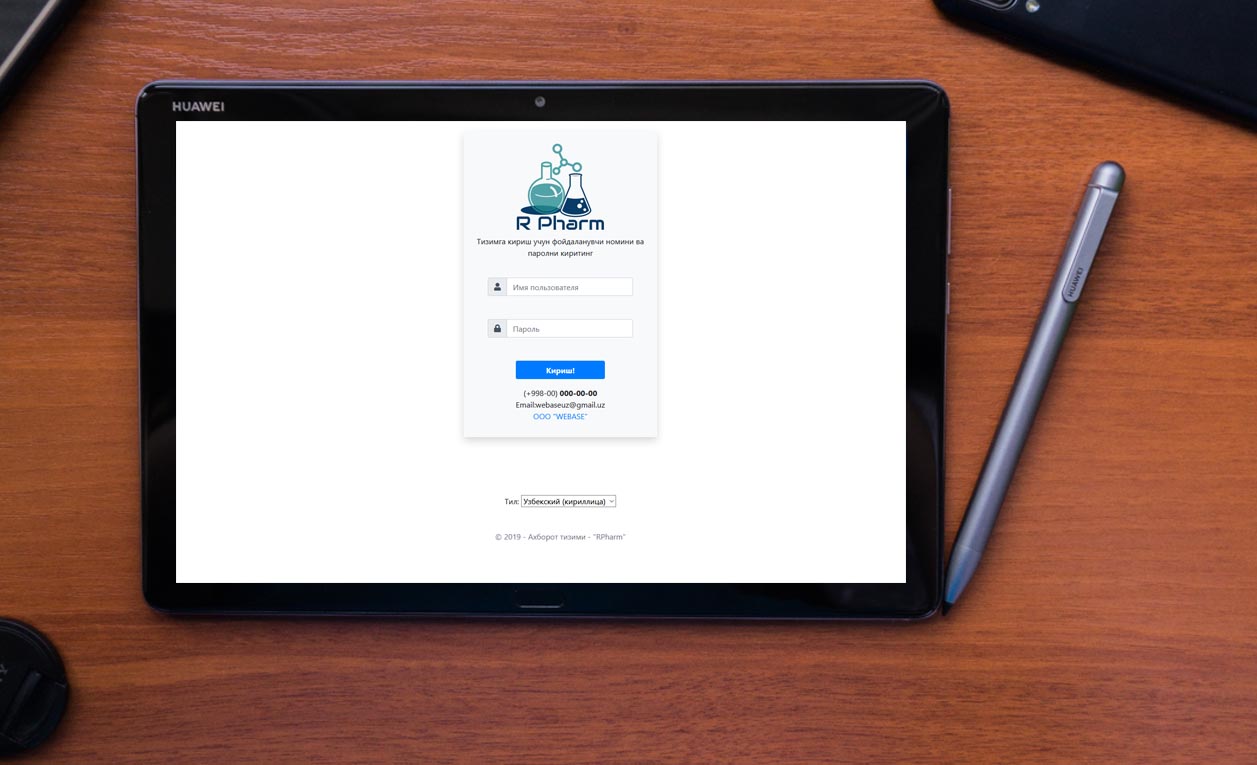 HUAWEI
R Pharm
Тизимга кириш учун фойдаланувчи номини ва
паролни киритинг
Имя пользователя
Пароль
Кириш!
(+998-00) 000-00-00
Email:webaseuz@gmail.uz
ООО "WEBASE"
Тил: Узбекский (кириллица)
© 2019 - Ахборот тизими - "RPharm"
HUAWEI